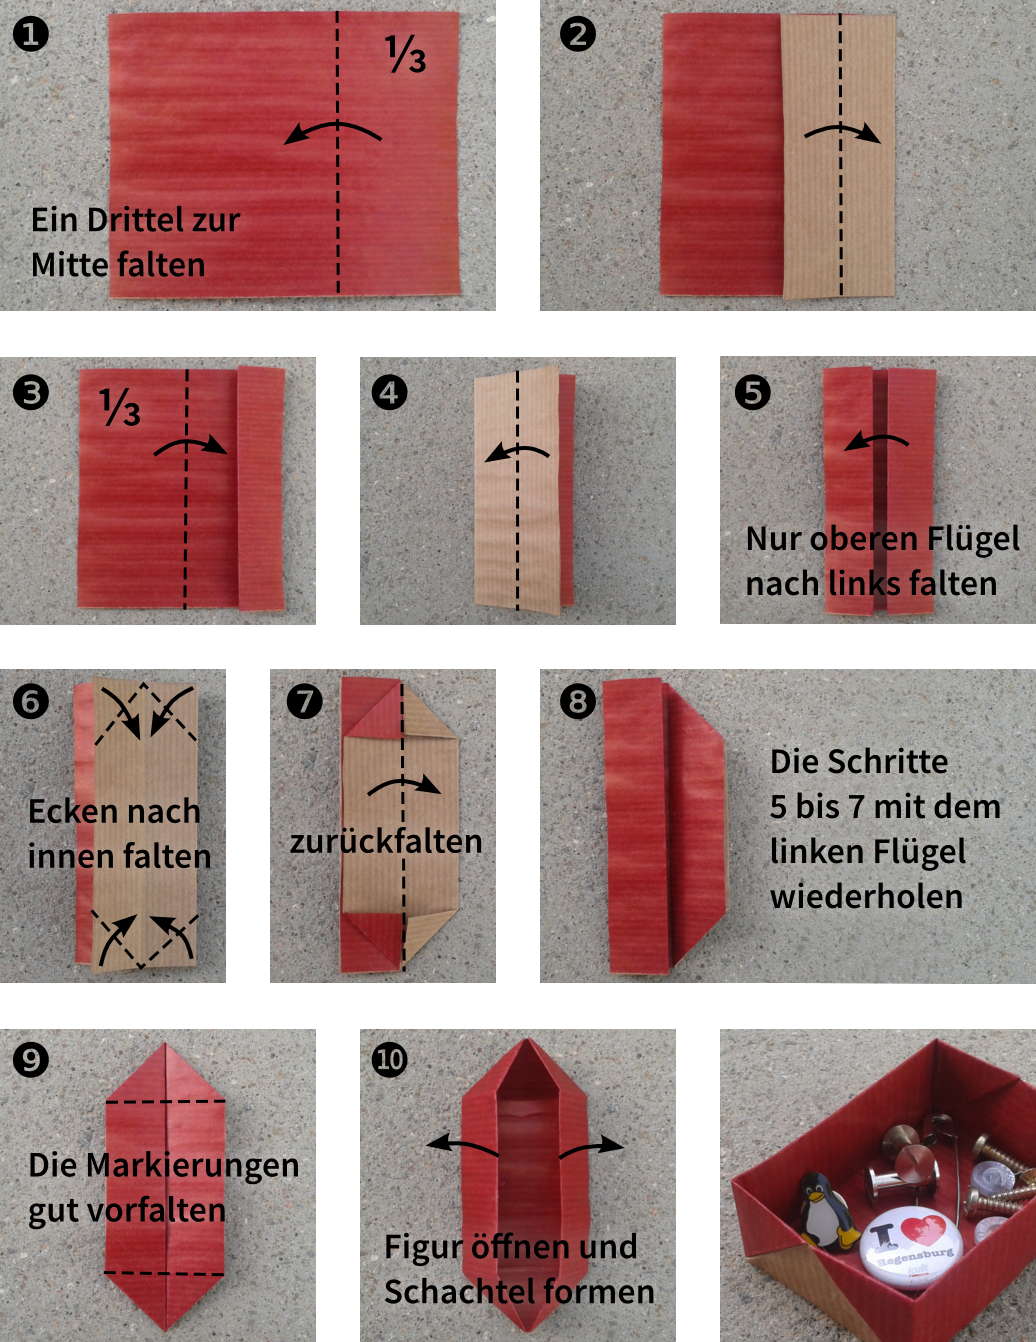 1
⅓
Ein Drittel zur
Mitte falten
2
3
⅓
4
5
Nur oberen Flügel
nach links falten
6
Ecken nach
innen falten
7
zurückfalten
8
Die Schritte
5 bis 7 mit dem
linken Flügel
wiederholen
9
Die Markierungen
gut vorfalten
10
Figur öffnen und
Schachtel formen
I
Regensburg